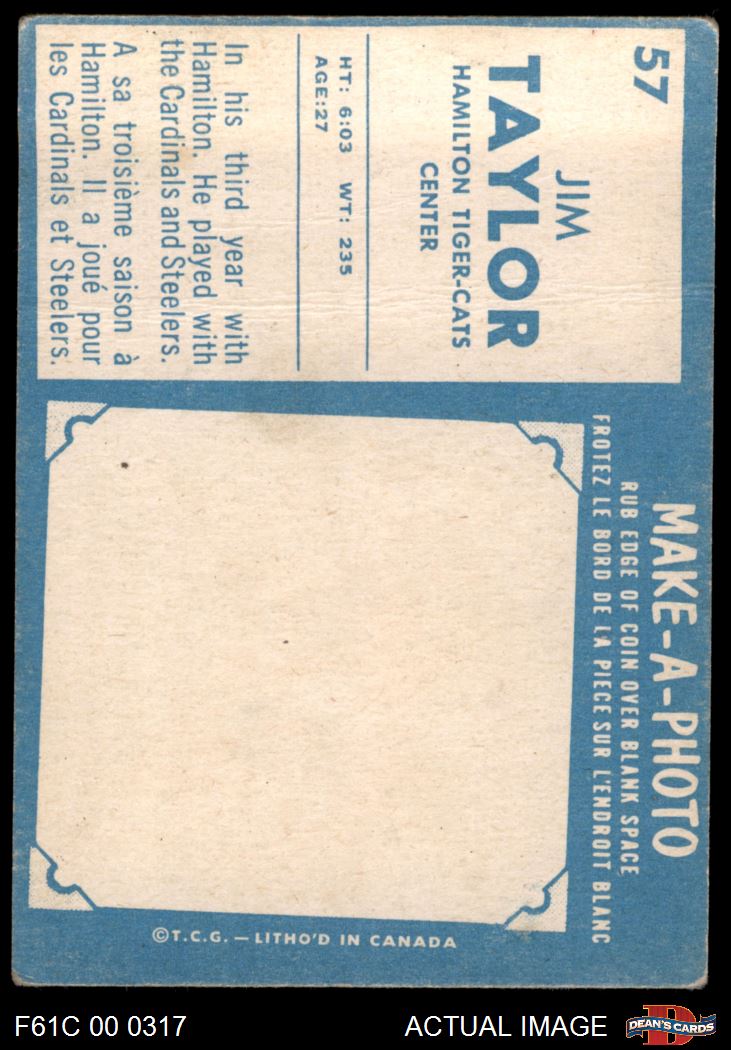 57
JIM
TAYLOR
HAMILTON TIGER-CATS
CENTER
HT: 6:03 WT: 235
AGE:27
In his third year with
Hamilton. He played with
the Cardinals and Steelers.
A sa troisième saison à
Hamilton. Il a joué pour
les Cardinals et Steelers.
MAKE-A-PHOTO
RUB EDGE OF COIN OVER BLANK SPACE
FROTEZ LE BORD DE LA PIECE SUR L'ENDROIT BLANC
©T.C.G. — LITHO'D IN CANADA
F61C 00 0317
ACTUAL IMAGE
D
DEAN'S CARDS